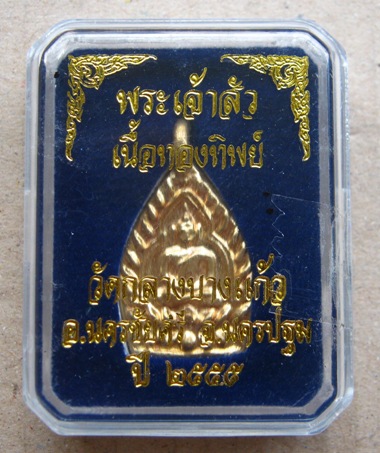 พระเจ้าสัว
เนื้อทองทิพย์
วัดกลางบางแก้ว
อ.นครชัยศรี จ.นครปฐม
ปี ๒๕๕๕